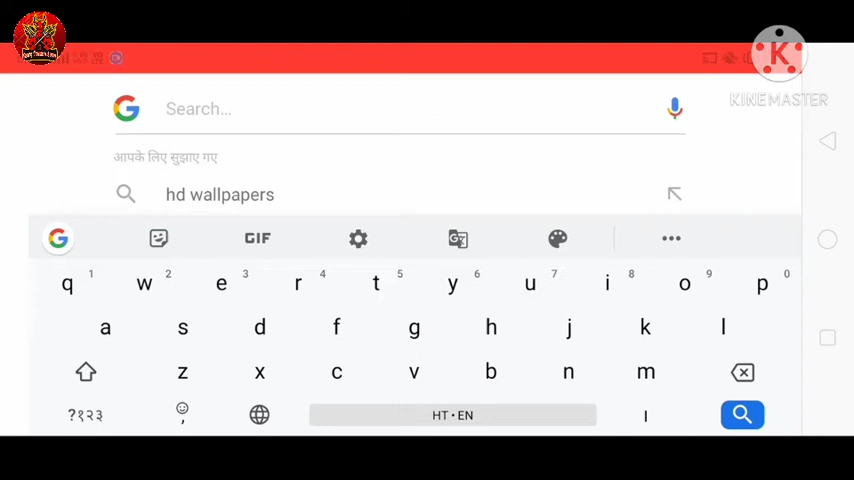 K
KINEMASTER
Search...
आपके लिए सुझाए गए
hd wallpapers
G GIF
q 1 w 2 e 3 r 4 t 5 y 6 u 7 i 8 o 9 p 0
a s d f g h j k l
z x c v b n m
?१२३ , HT • EN ।